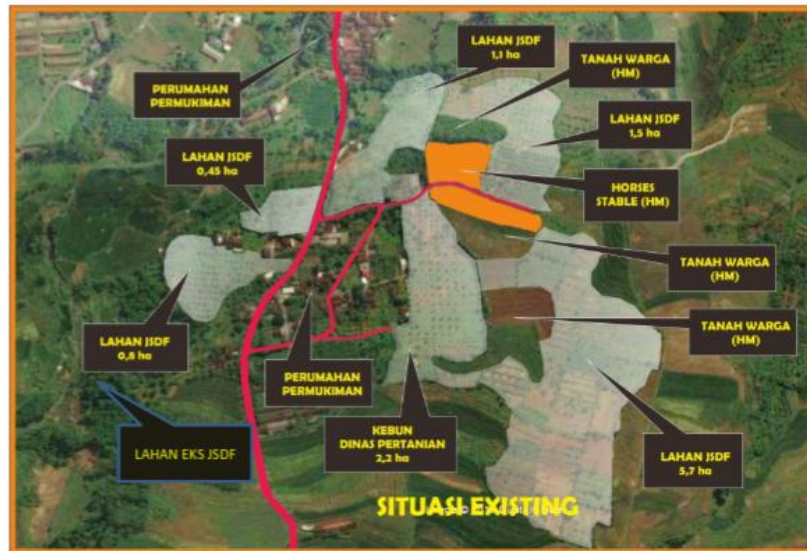 LAHAN JSDF
1,1 ha
TANAH WARGA
(HM)
PERUMAHAN
PERMUKIMAN
LAHAN JSDF
1,5 ha
LAHAN JSDF
0,45 ha
HORSES
STABLE (HM)
TANAH WARGA
(HM)
TANAH WARGA
(HM)
LAHAN JSDF
0,8 ha
PERUMAHAN
PERMUKIMAN
KEBUN
DINAS PERTANIAN
2,2 ha
LAHAN EKS JSDF
LAHAN JSDF
5,7 ha
SITUASI EXISTING